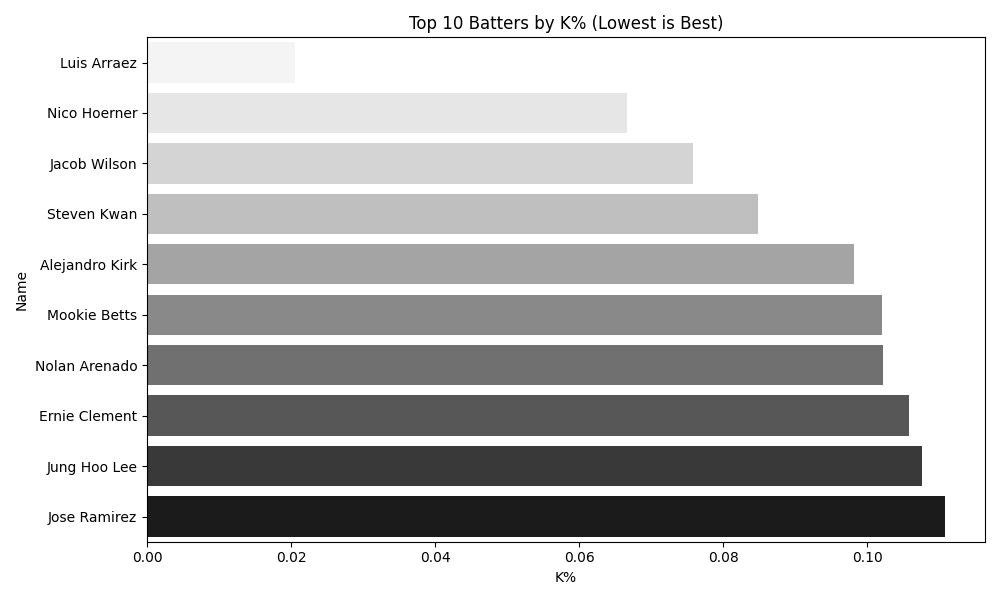 Top 10 Batters by K% (Lowest is Best)
Luis Arraez
Nico Hoerner
Jacob Wilson
Steven Kwan
Alejandro Kirk
Mookie Betts
Nolan Arenado
Ernie Clement
Jung Hoo Lee
Jose Ramirez
Name
0.00 0.02 0.04 0.06 0.08 0.10
K%